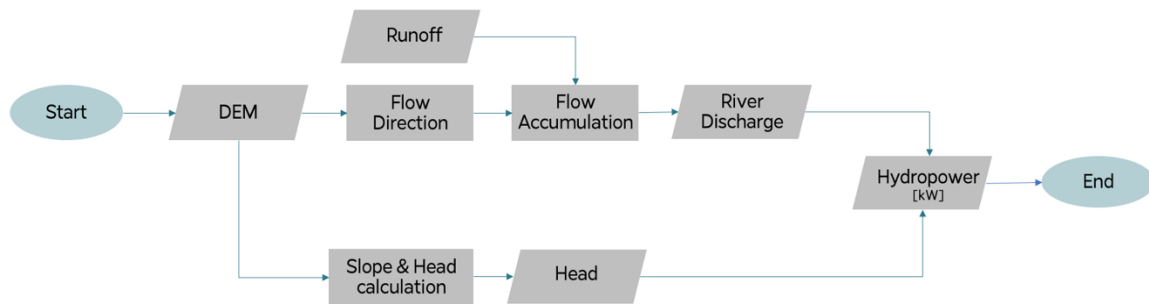 Runoff
Start
DEM
Flow
Direction
Flow
Accumulation
River
Discharge
Hydropower
[kW]
End
Slope & Head
calculation
Head